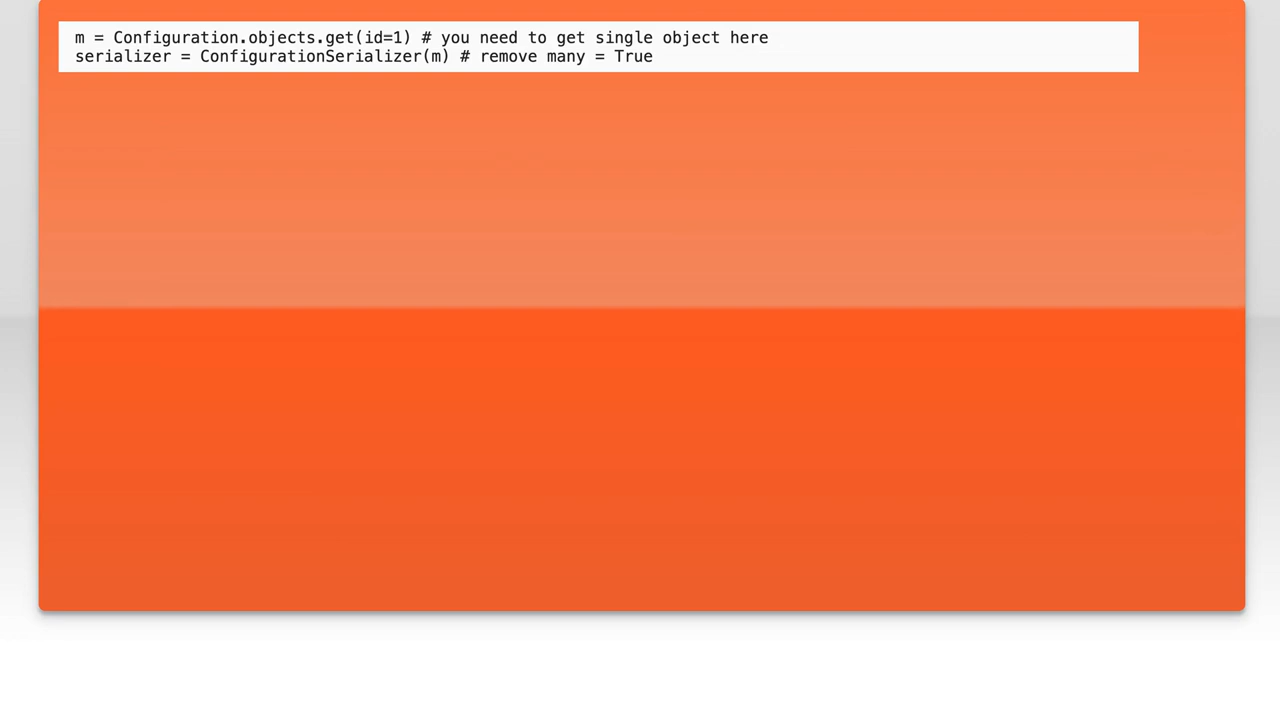 m = Configuration.objects.get(id=1) # you need to get single object here
serializer = ConfigurationSerializer(m) # remove many = True